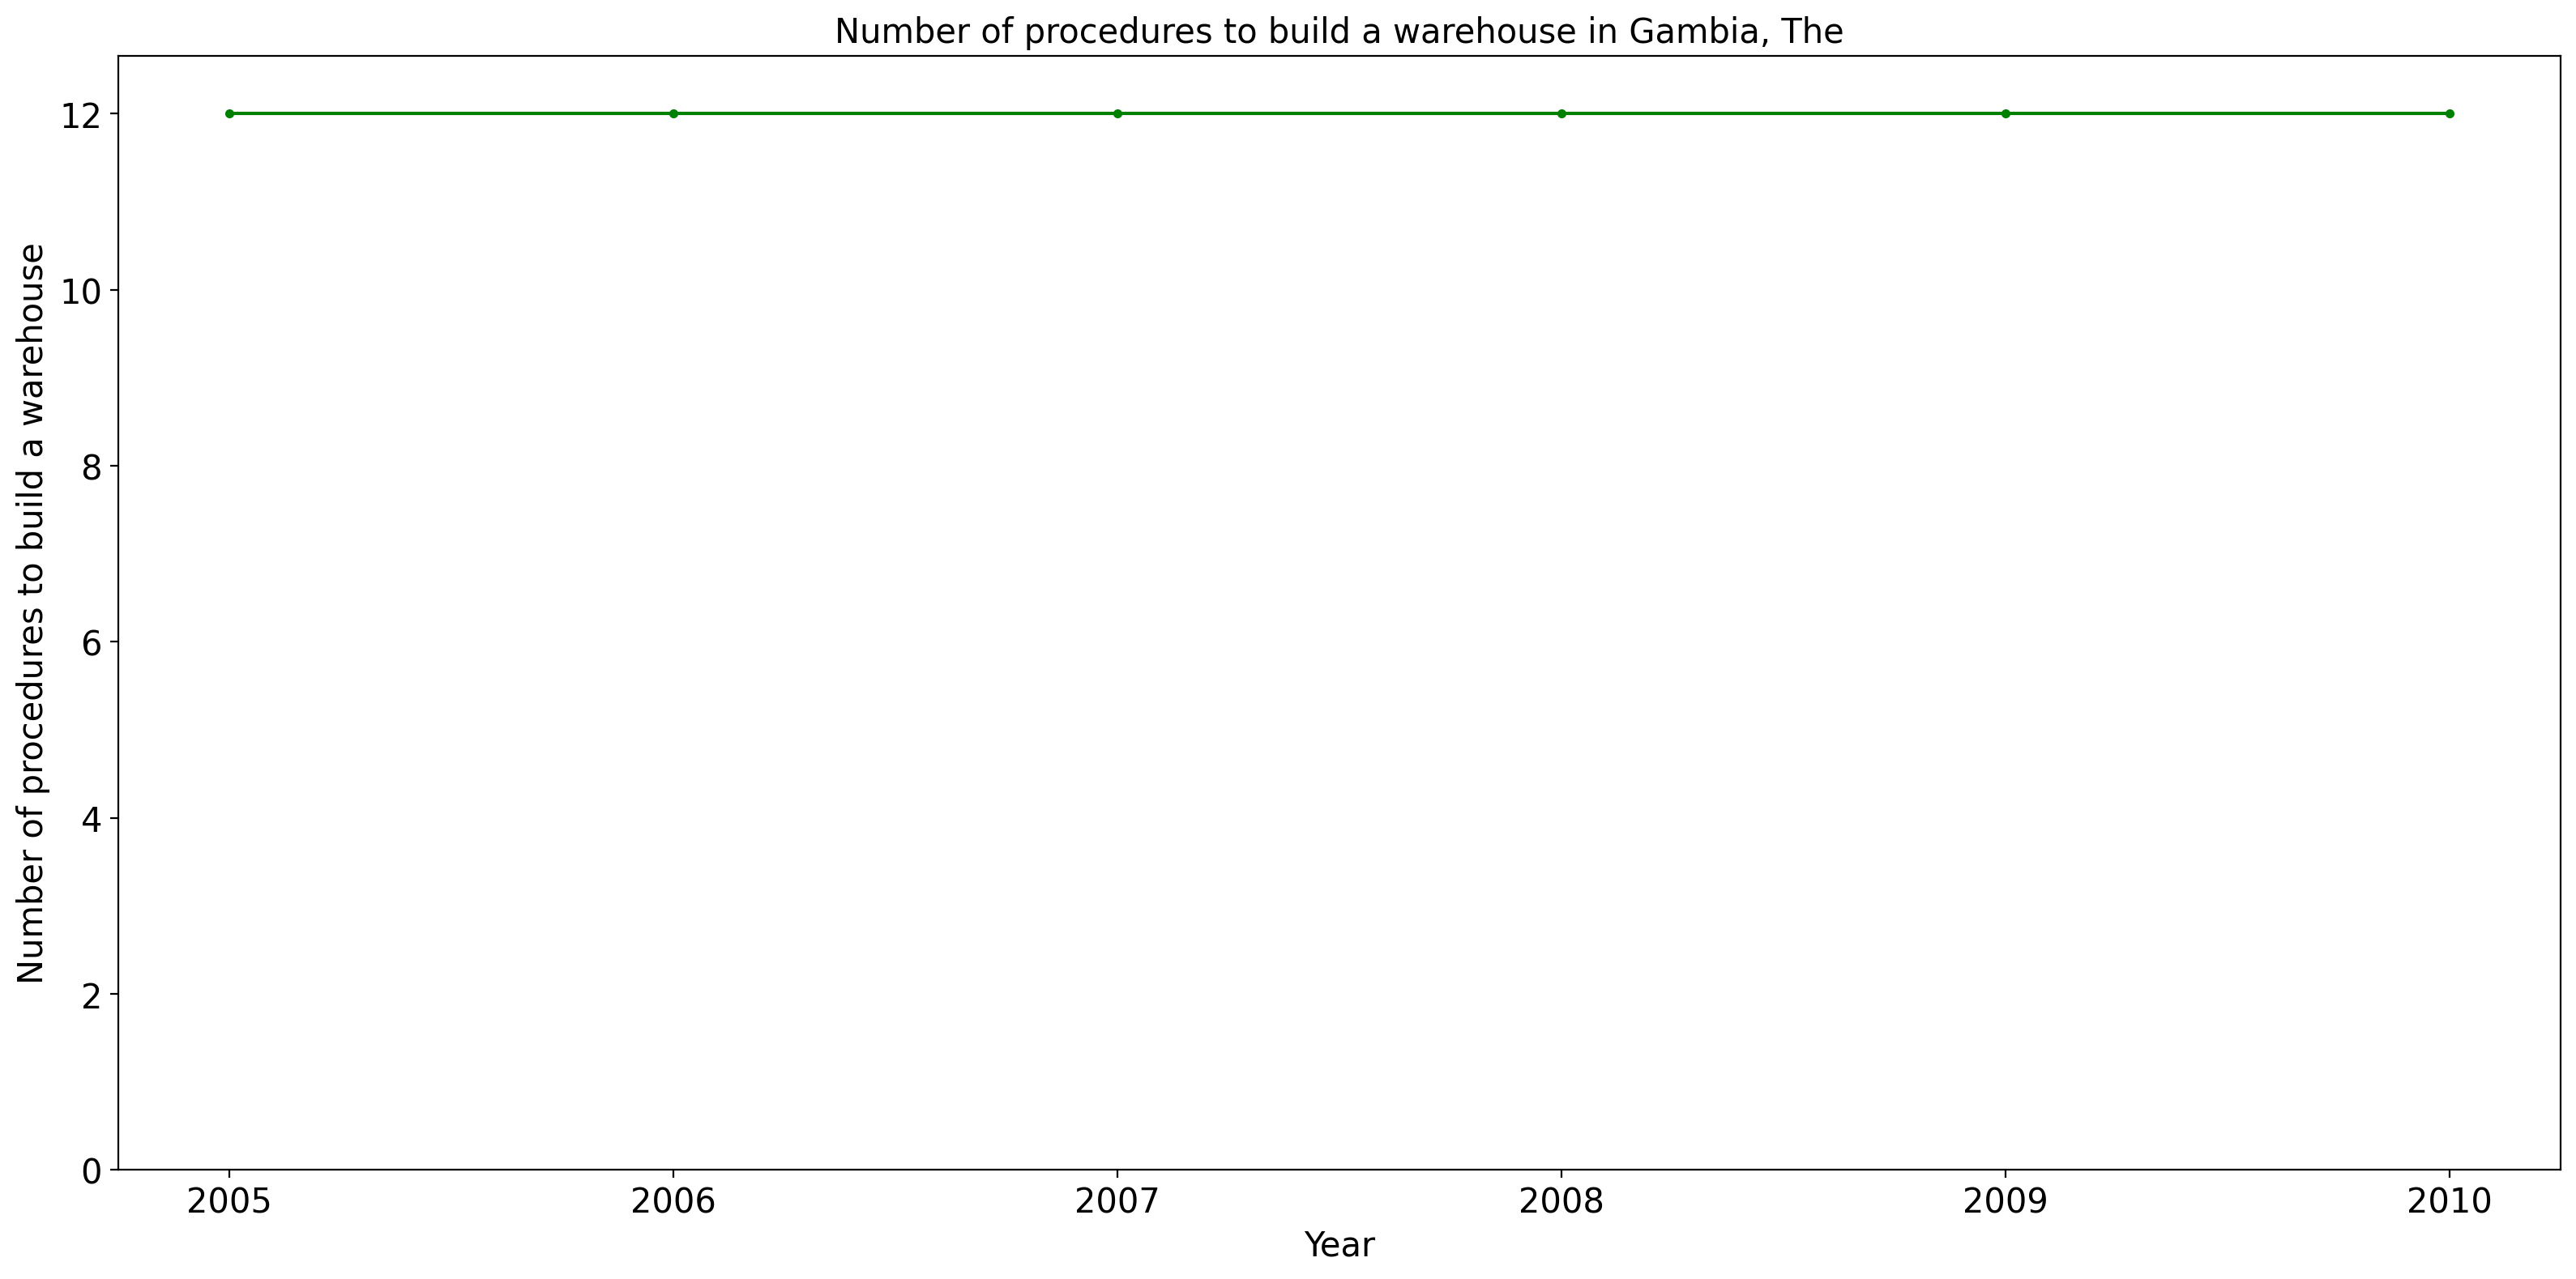 Number of procedures to build a warehouse in Gambia, The
Number of procedures to build a warehouse
12
10
8
6
4
2
0
2005 2006 2007 2008 2009 2010
Year